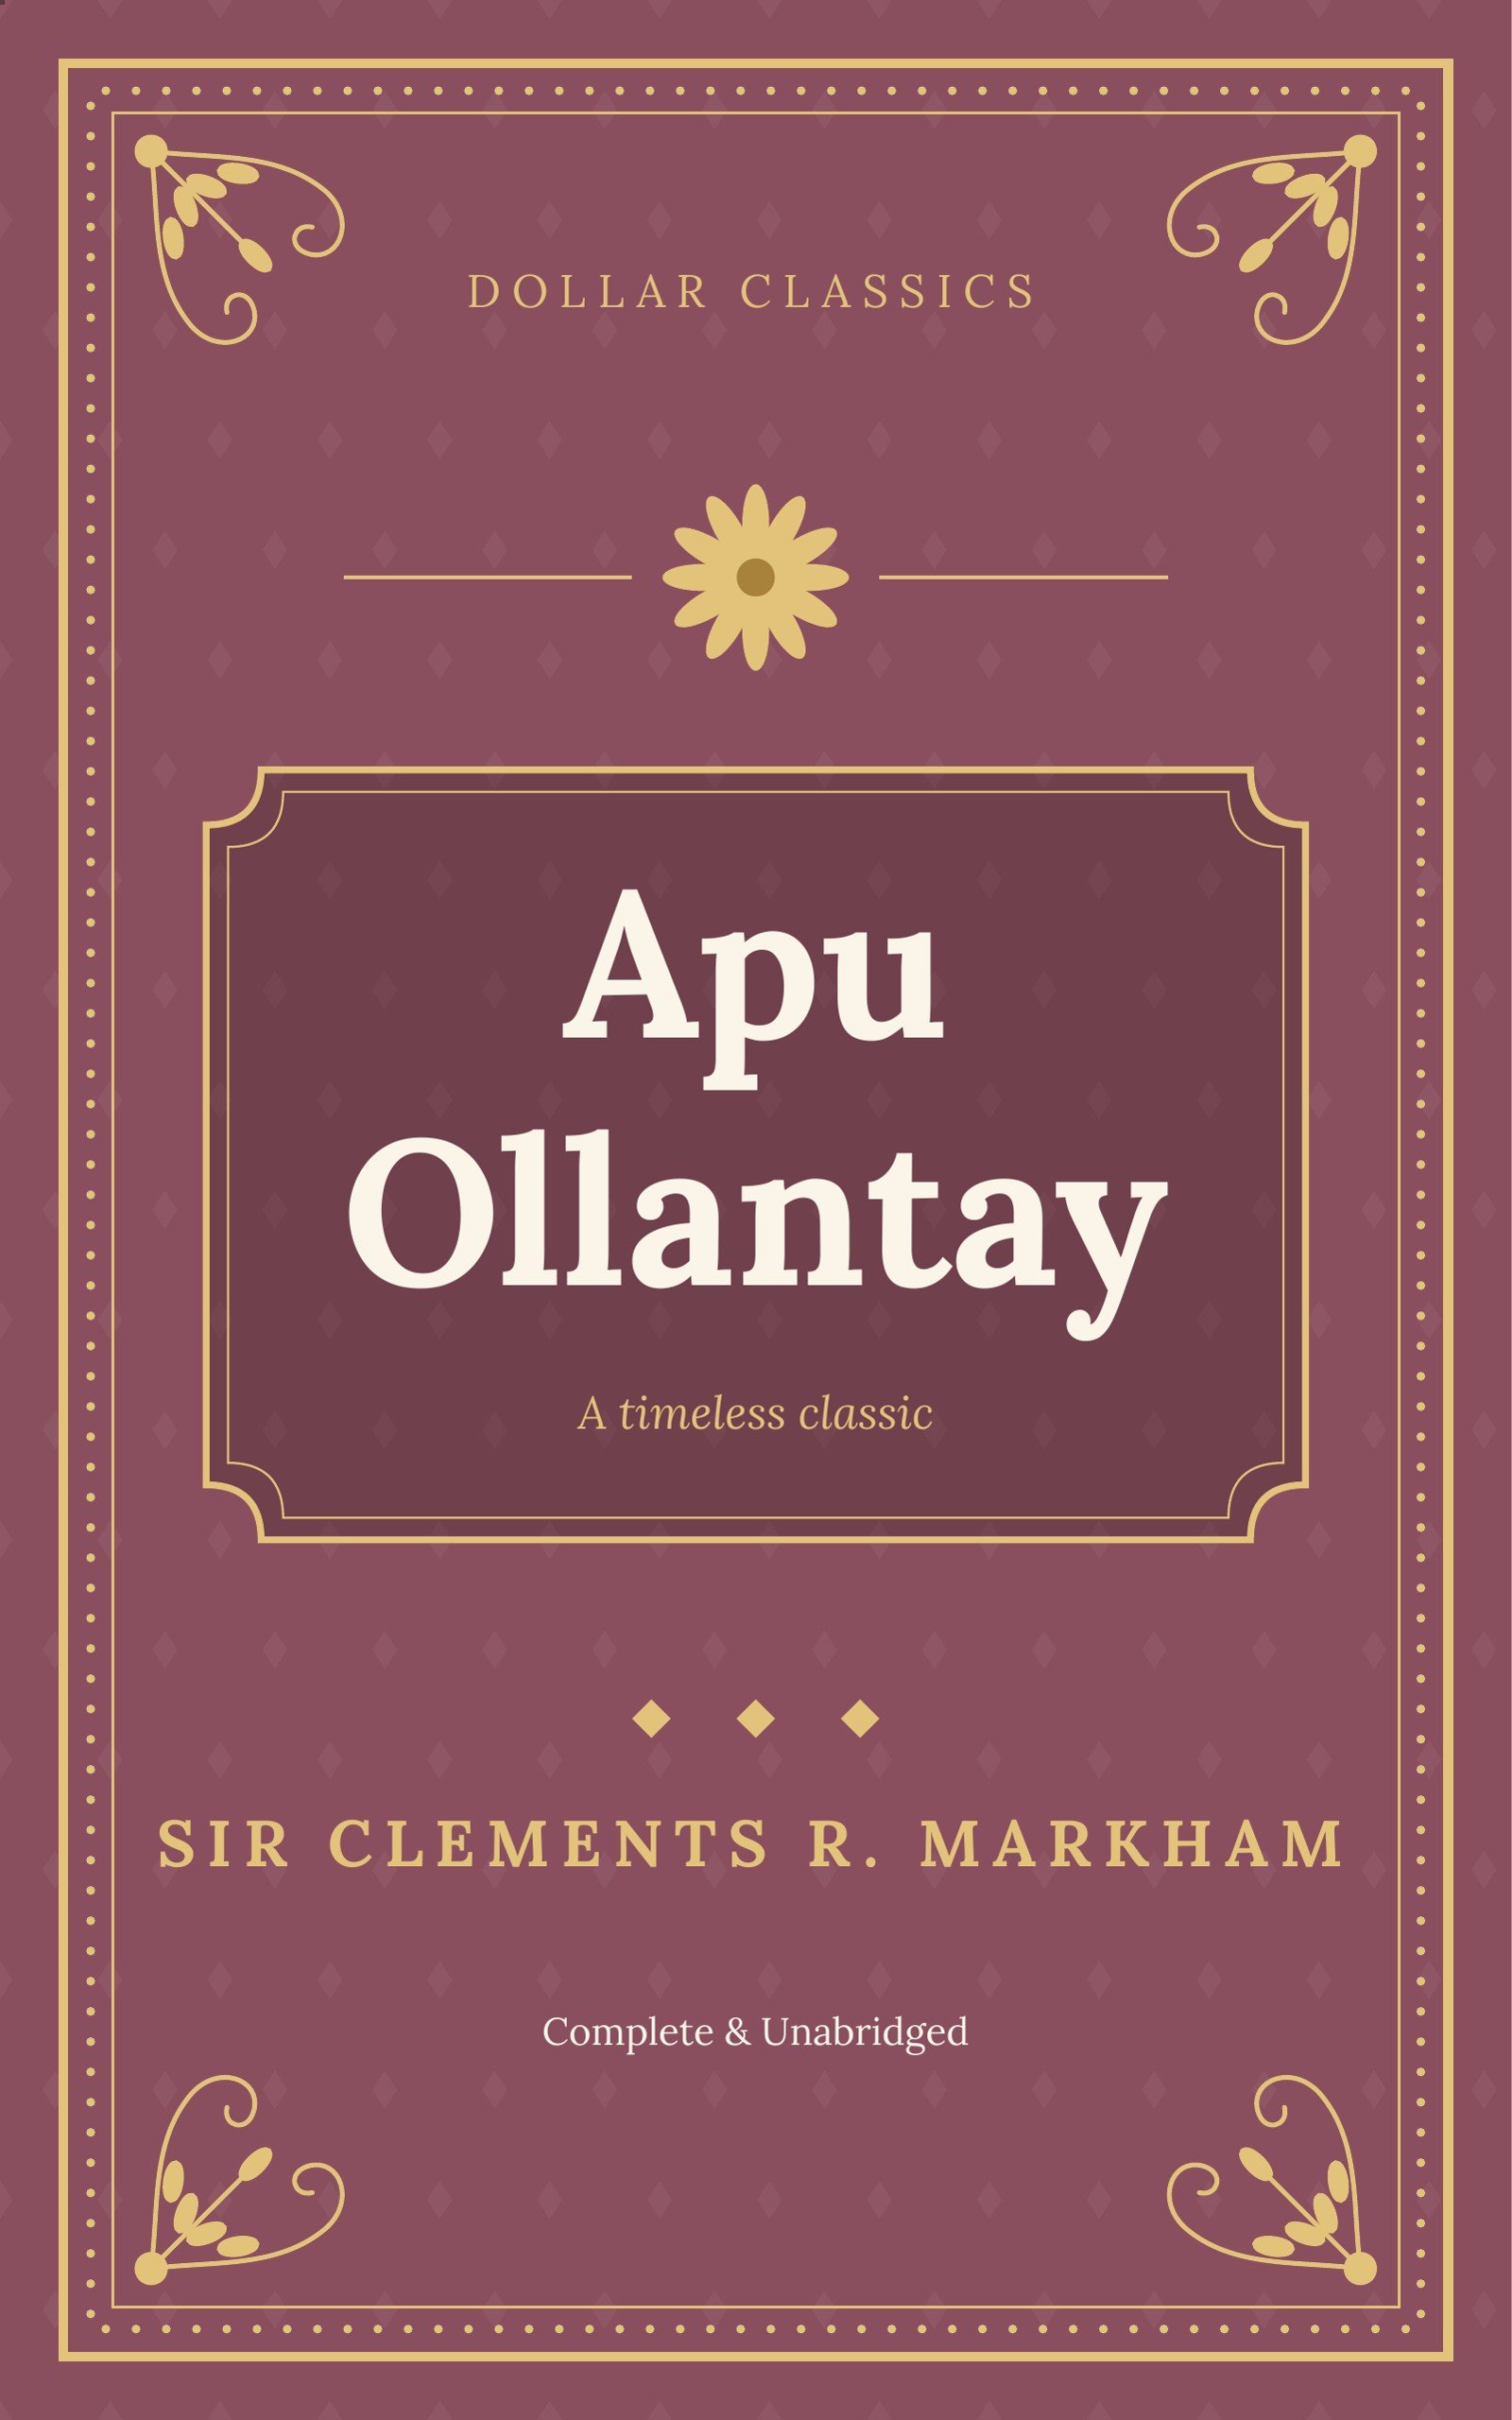 DOLLAR CLASSICS
Apu
Ollantay
A timeless classic
SIR CLEMENTS R. MARKHAM
Complete & Unabridged